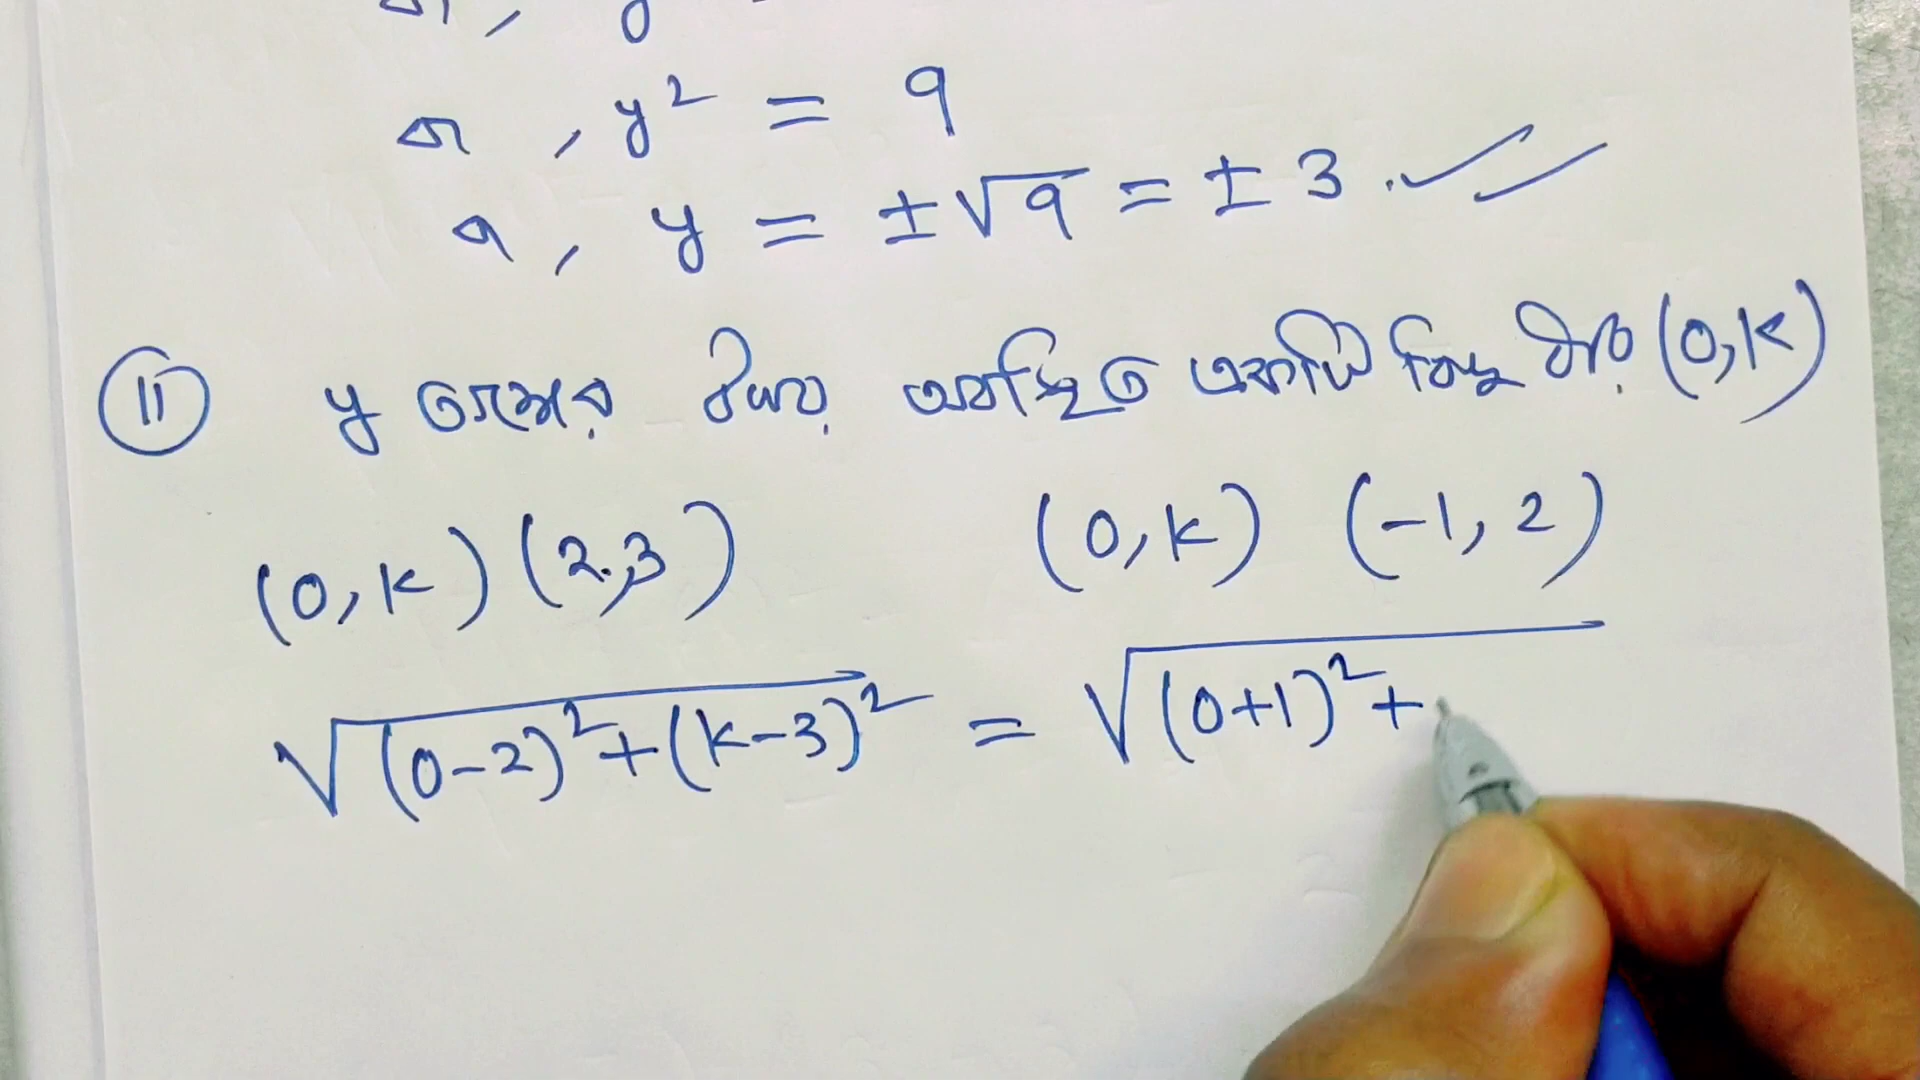 বা, y
বা, y² = 9
বা, y = ±√9 = ±3.
(11) y অক্ষের উপর অবস্থিত একটি বিন্দু ধরি (0,k)
(0,k) (2,3) (0,k) (-1,2)
√(0-2)²+(k-3)² = √(0+1)²+